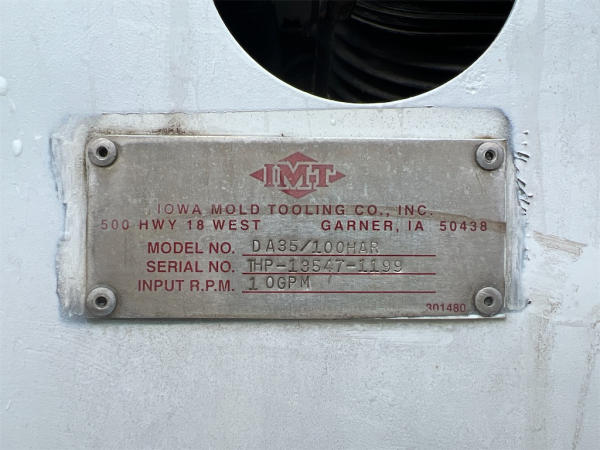 IMT
IOWA MOLD TOOLING CO., INC.
500 HWY 18 WEST GARNER, IA 50438
MODEL NO. DA35/100HAR
SERIAL NO. THP-13547-1199
INPUT R.P.M. 10GPM
301480